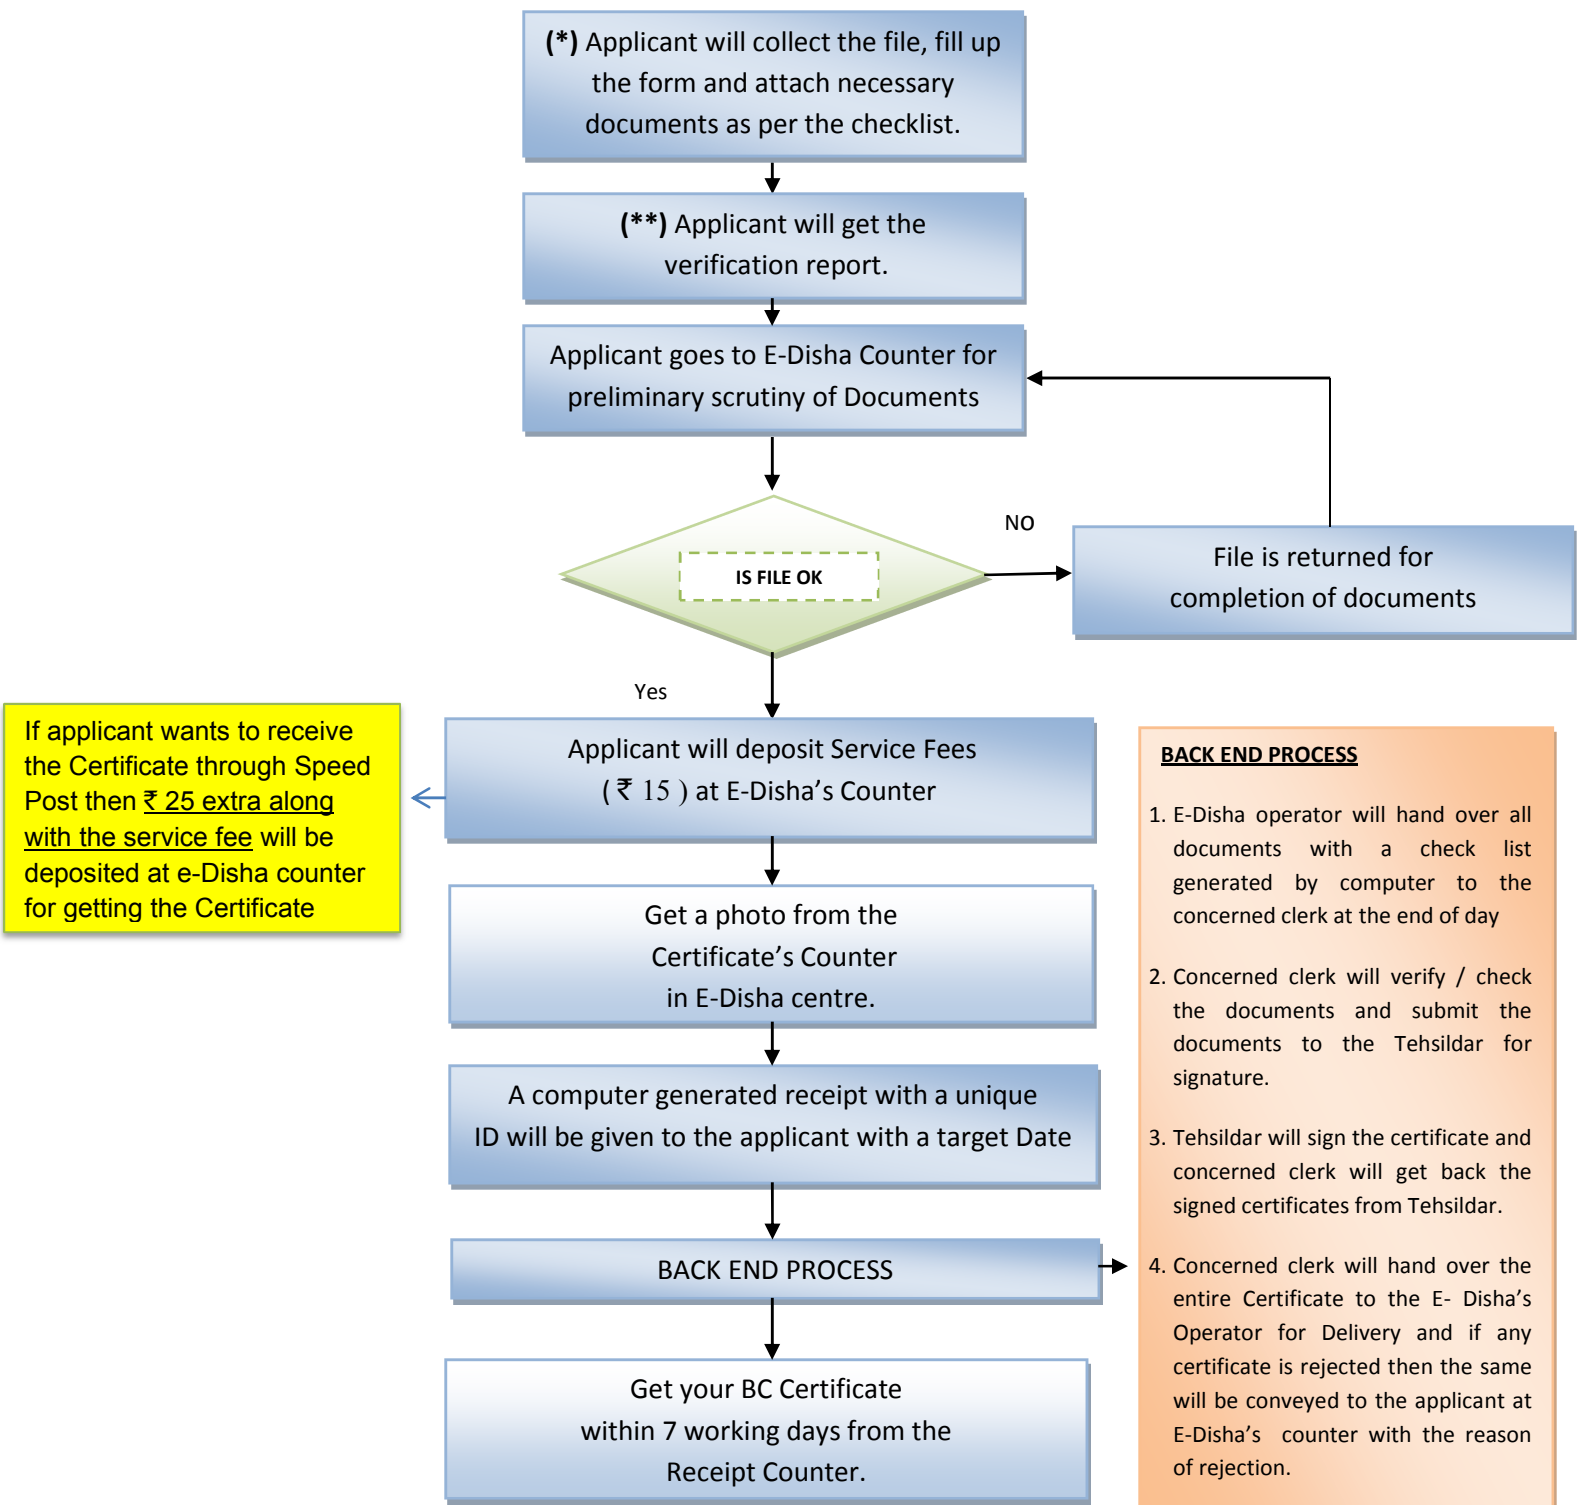 (*) Applicant will collect the file, fill up
the form and attach necessary
documents as per the checklist.
(**) Applicant will get the
verification report.
Applicant goes to E-Disha Counter for
preliminary scrutiny of Documents
IS FILE OK
NO
File is returned for
completion of documents
Yes
Applicant will deposit Service Fees
( ₹ 15 ) at E-Disha’s Counter
If applicant wants to receive
the Certificate through Speed
Post then ₹ 25 extra along
with the service fee will be
deposited at e-Disha counter
for getting the Certificate
Get a photo from the
Certificate’s Counter
in E-Disha centre.
A computer generated receipt with a unique
ID will be given to the applicant with a target Date
BACK END PROCESS
Get your BC Certificate
within 7 working days from the
Receipt Counter.
BACK END PROCESS
1. E-Disha operator will hand over all
documents with a check list
generated by computer to the
concerned clerk at the end of day
2. Concerned clerk will verify / check
the documents and submit the
documents to the Tehsildar for
signature.
3. Tehsildar will sign the certificate and
concerned clerk will get back the
signed certificates from Tehsildar.
4. Concerned clerk will hand over the
entire Certificate to the E- Disha’s
Operator for Delivery and if any
certificate is rejected then the same
will be conveyed to the applicant at
E-Disha’s counter with the reason
of rejection.